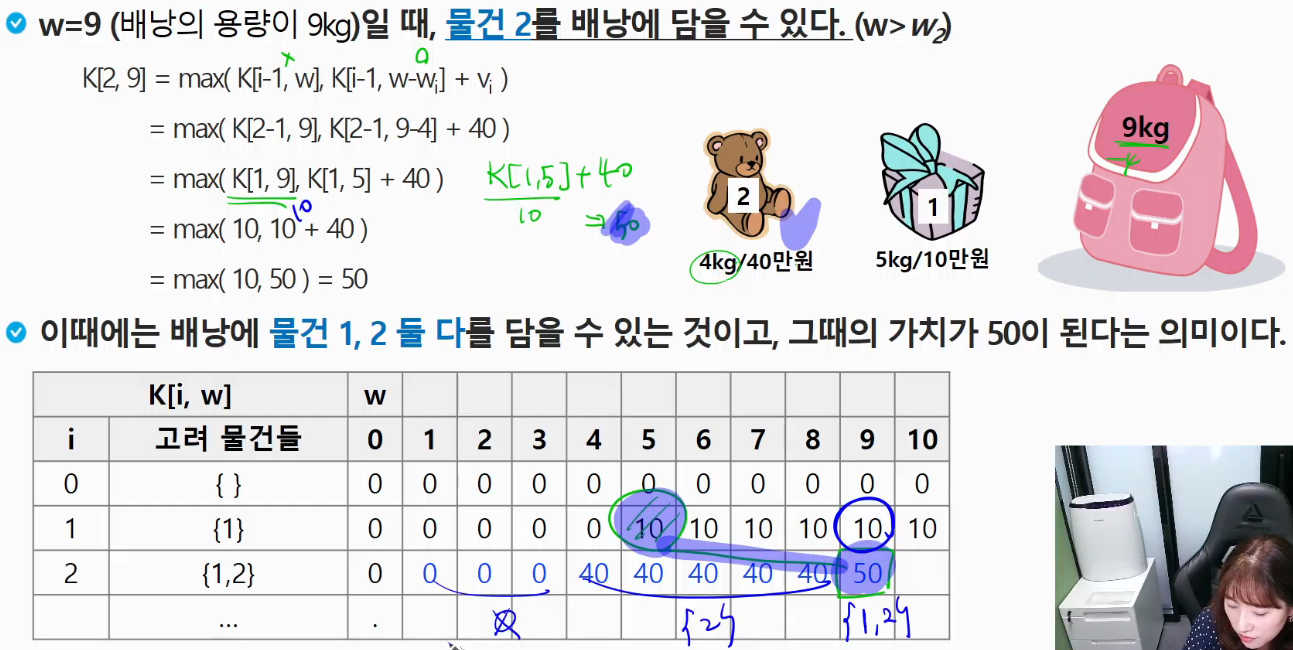 w=9 (배낭의 용량이 9kg)일 때, 물건 2를 배낭에 담을 수 있다. (w>w2)
x 0
K[2, 9] = max( K[i-1, w], K[i-1, w-wi] + vi )
= max( K[2-1, 9], K[2-1, 9-4] + 40 )
= max( K[1, 9], K[1, 5] + 40 )
K[1,5]+40
10
10
⇒50
= max( 10, 10 + 40 )
= max( 10, 50 ) = 50
2
4kg/40만원
1
5kg/10만원
9kg
이때에는 배낭에 물건 1, 2 둘 다를 담을 수 있는 것이고, 그때의 가치가 50이 된다는 의미이다.
K[i, w] w
i 고려 물건들 0 1 2 3 4 5 6 7 8 9 10
0 { } 0 0 0 0 0 0 0 0 0 0 0
1 {1} 0 0 0 0 0 10 10 10 10 10 10
2 {1,2} 0 0 0 0 40 40 40 40 40 50
... .
{2} {1,2}